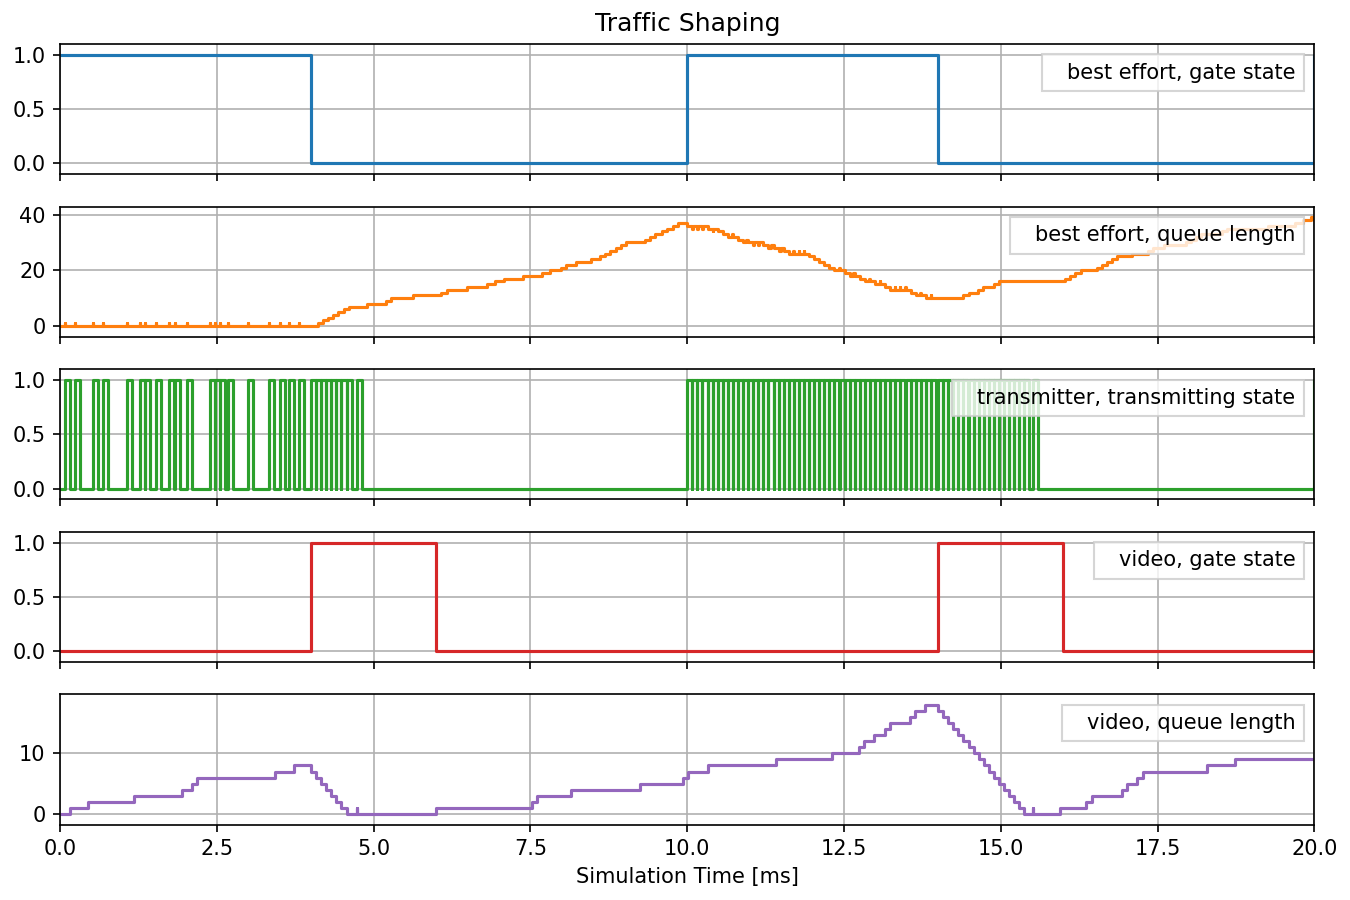 Traffic Shaping
1.0
0.5
0.0
best effort, gate state
40
20
0
best effort, queue length
1.0
0.5
0.0
transmitter, transmitting state
1.0
0.5
0.0
video, gate state
10
0
video, queue length
0.0 2.5 5.0 7.5 10.0 12.5 15.0 17.5 20.0
Simulation Time [ms]